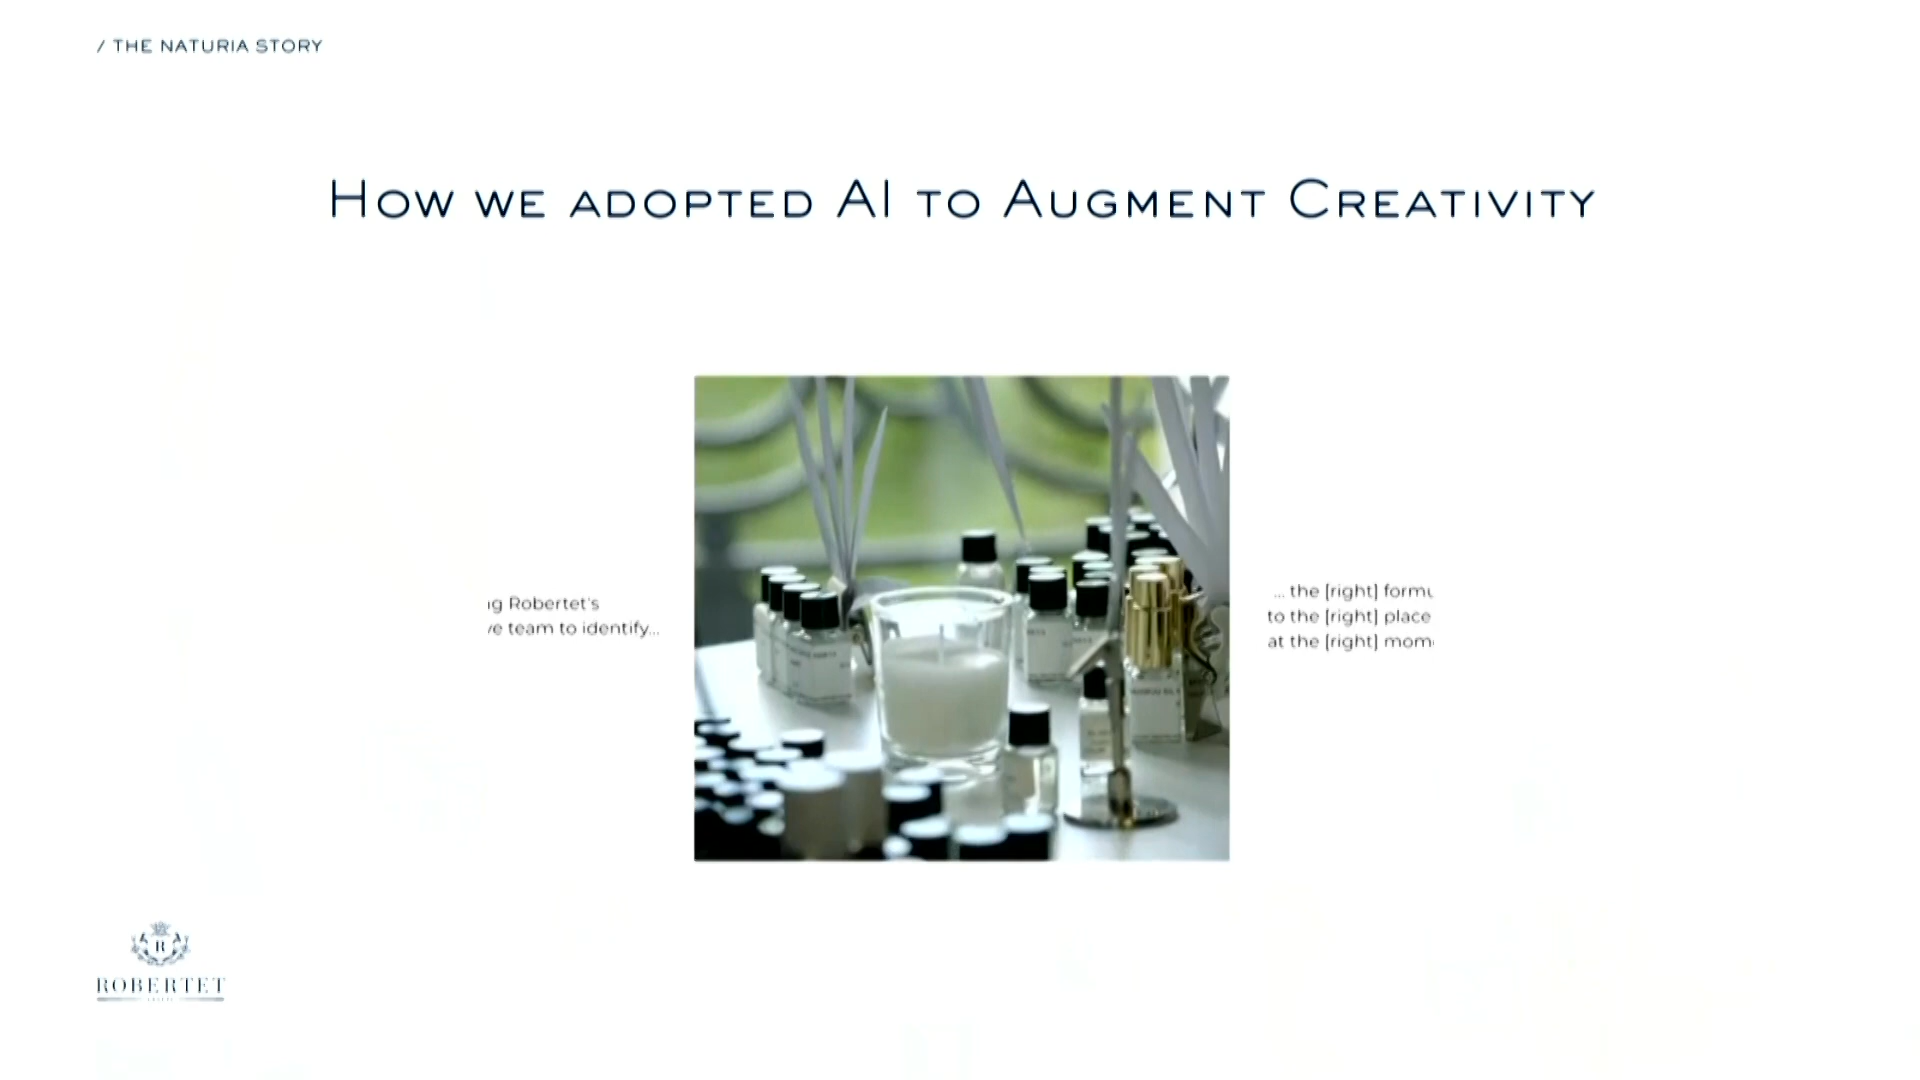 / THE NATURIA STORY
HOW WE ADOPTED AI TO AUGMENT CREATIVITY
g Robertet's
e team to identify...
... the [right] form
to the [right] place
at the [right] mom
R
ROBERTET